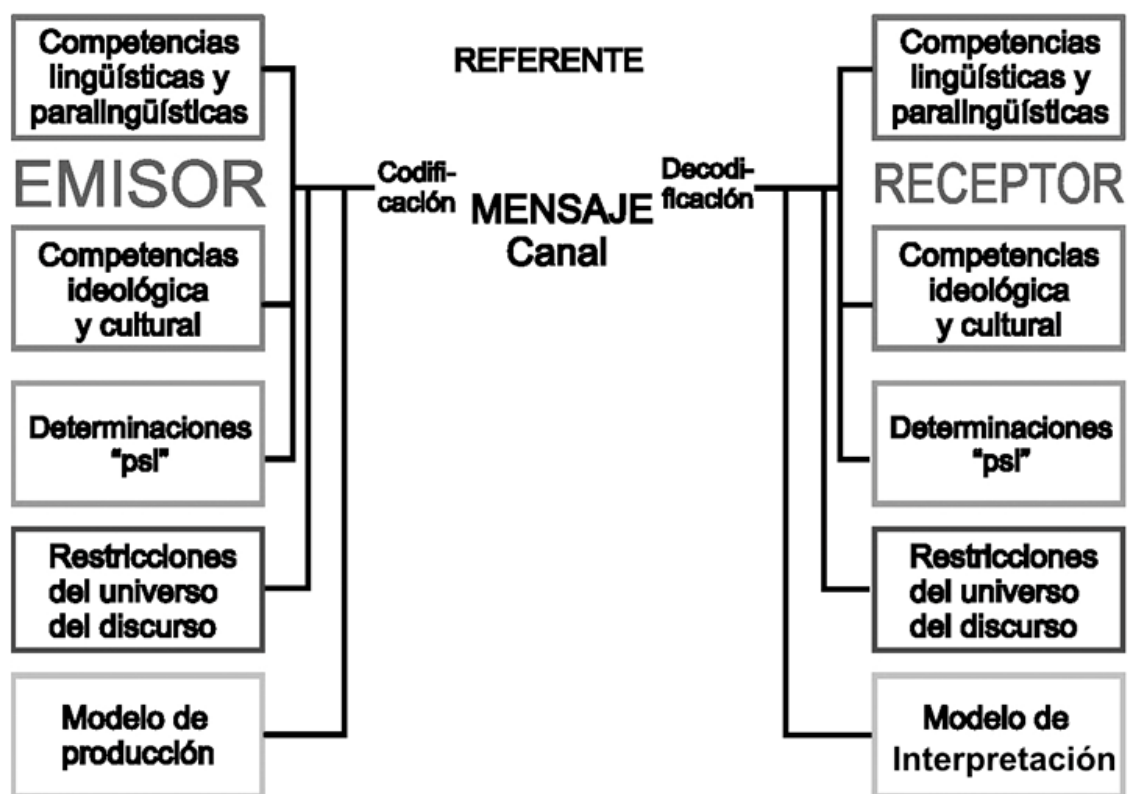 Competencias
lingüísticas y
paralingüísticas
EMISOR
Competencias
ideológica
y cultural
Determinaciones
“psi”
Restricciones
del universo
del discurso
Modelo de
producción
REFERENTE
Codifi-
cación
MENSAJE
Canal
Decodi-
ficación
Competencias
lingüísticas y
paralingüísticas
RECEPTOR
Competencias
ideológica
y cultural
Determinaciones
“psi”
Restricciones
del universo
del discurso
Modelo de
Interpretación